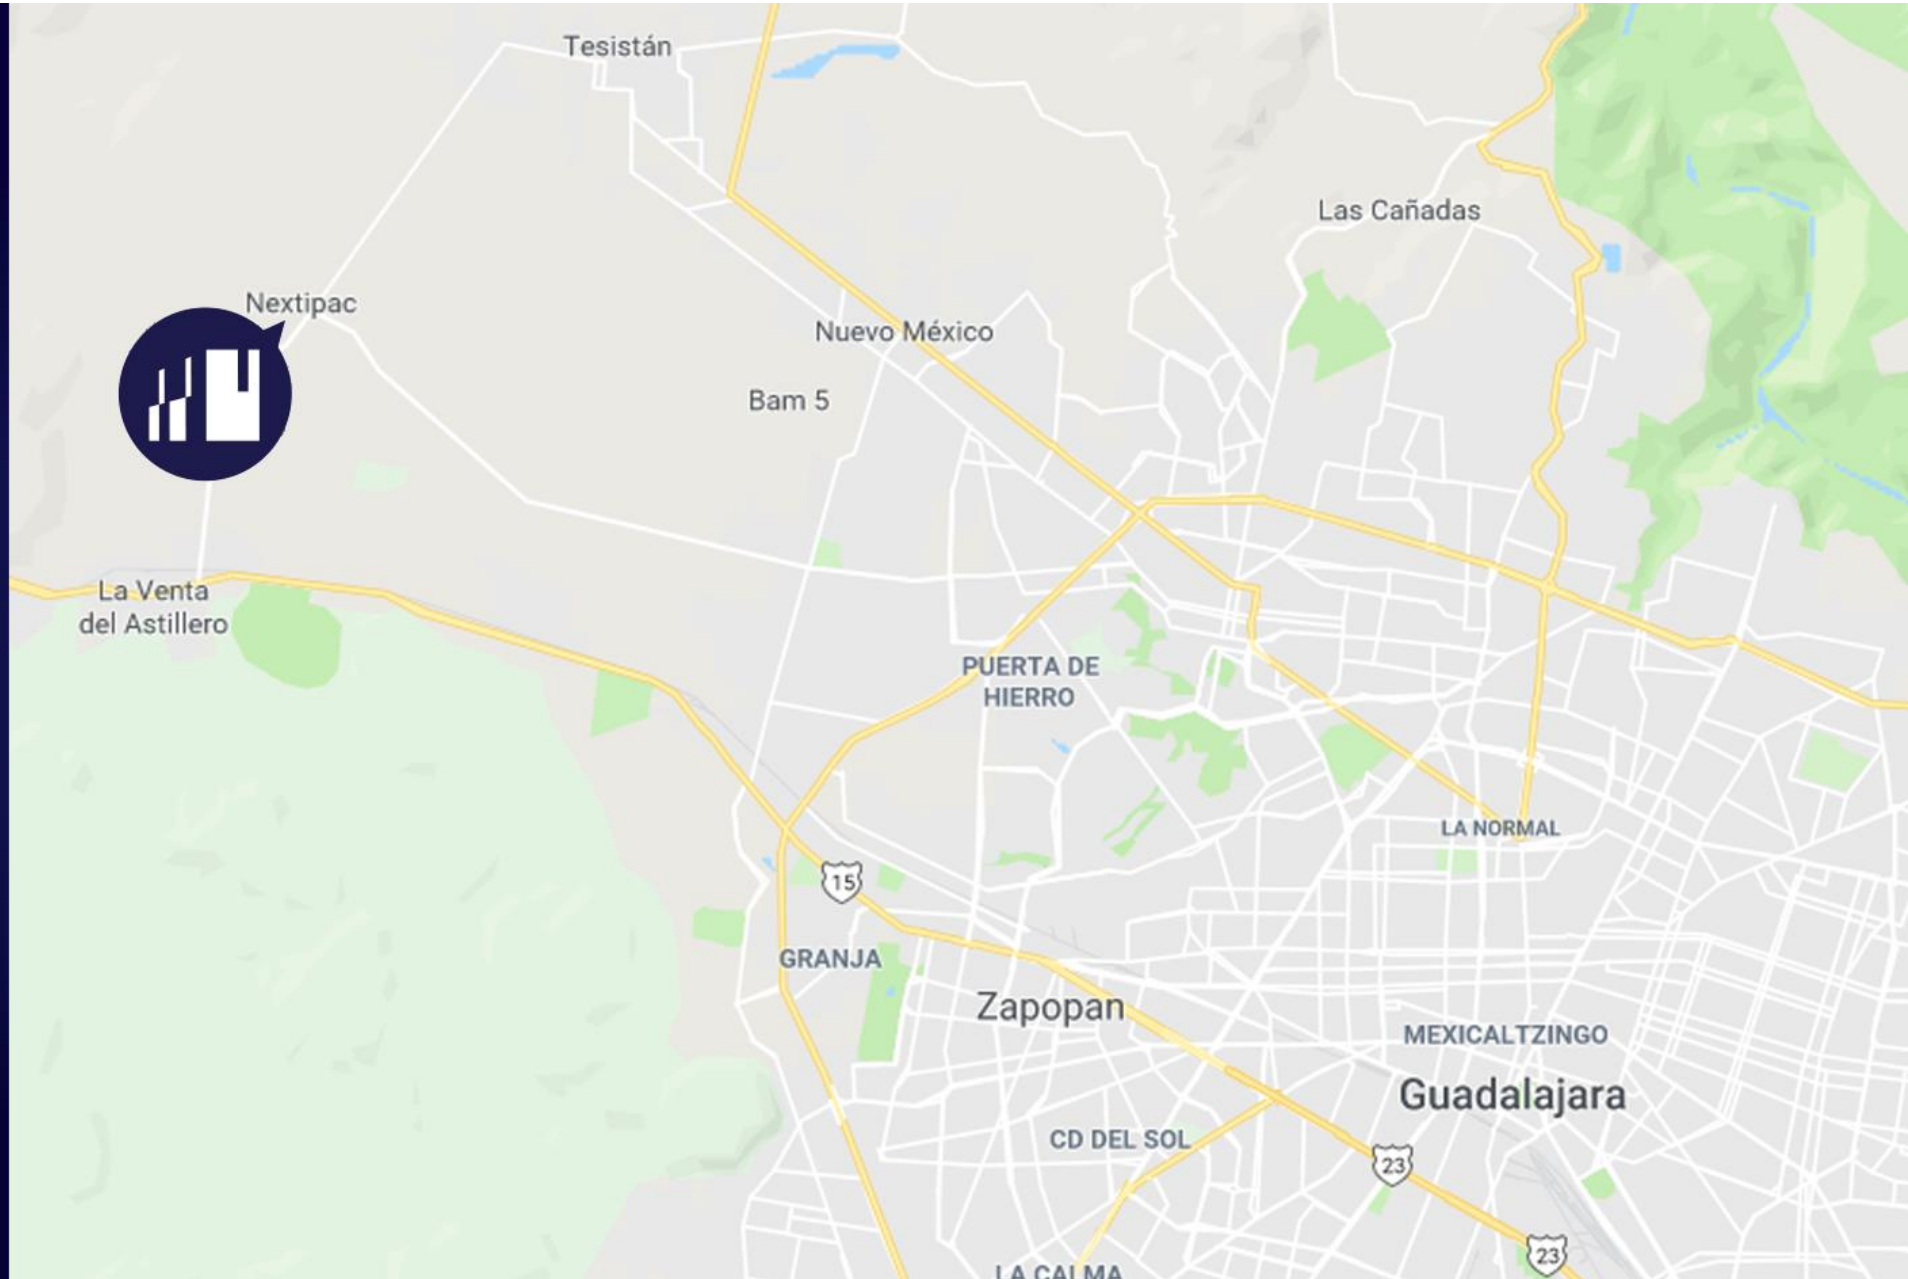 Tesistán
Las Cañadas
Nextipac
Nuevo México
Bam 5
La Venta
del Astillero
PUERTA DE
HIERRO
LA NORMAL
15
GRANJA
Zapopan
MEXICALTZINGO
Guadalajara
CD DEL SOL
23
23
LA CALMA